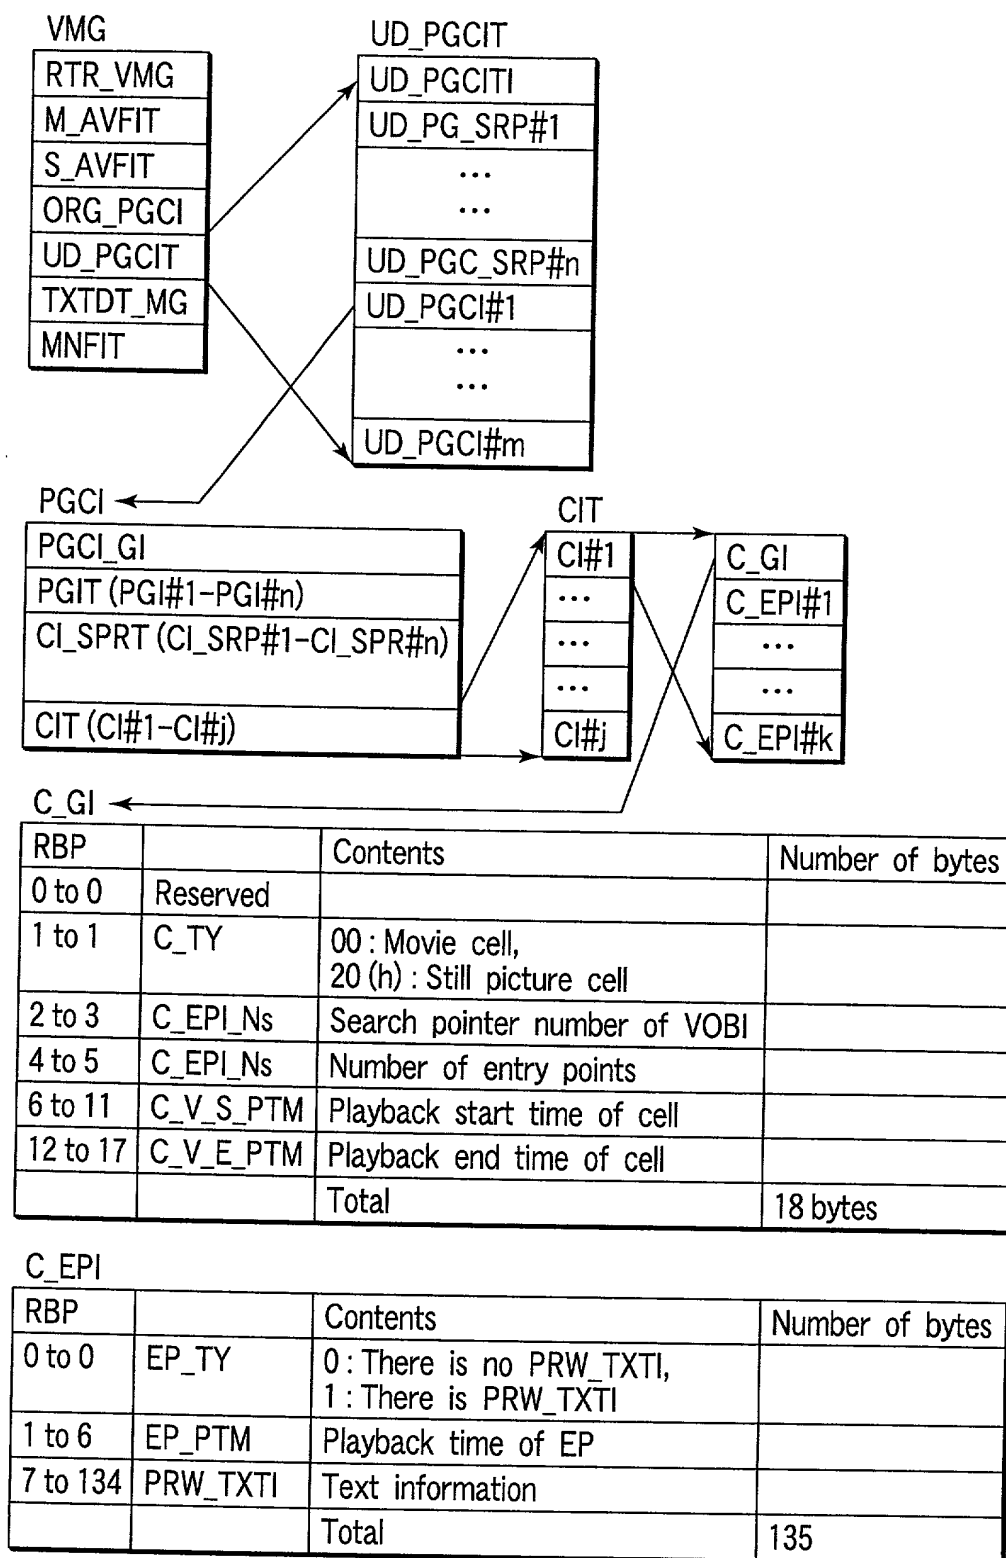 VMG
RTR_VMG
M_AVFIT
S_AVFIT
ORG_PGCI
UD_PGCIT
TXTDT_MG
MNFIT
UD_PGCIT
UD_PGCITI
UD_PG_SRP#1
...
...
UD_PGC_SRP#n
UD_PGCI#1
...
...
UD_PGCI#m
PGCI
PGCI_GI
PGIT (PGI#1-PGI#n)
CI_SPRT (CI_SRP#1-CI_SPR#n)
CIT (CI#1-CI#j)
CIT
CI#1
...
...
...
CI#j
C_GI
C_EPI#1
...
...
C_EPI#k
C_GI
RBP Contents Number of bytes
0 to 0 Reserved
1 to 1 C_TY 00 : Movie cell,
20 (h) : Still picture cell
2 to 3 C_EPI_Ns Search pointer number of VOBI
4 to 5 C_EPI_Ns Number of entry points
6 to 11 C_V_S_PTM Playback start time of cell
12 to 17 C_V_E_PTM Playback end time of cell
Total 18 bytes
C_EPI
RBP Contents Number of bytes
0 to 0 EP_TY 0 : There is no PRW_TXTI,
1 : There is PRW_TXTI
1 to 6 EP_PTM Playback time of EP
7 to 134 PRW_TXTI Text information
Total 135